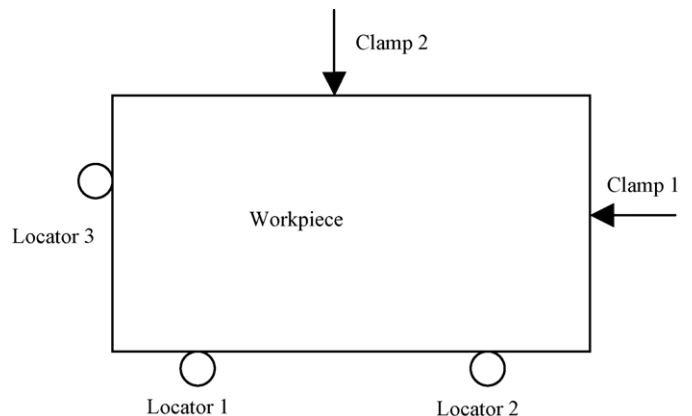 Clamp 2
Clamp 1
Workpiece
Locator 3
Locator 1
Locator 2